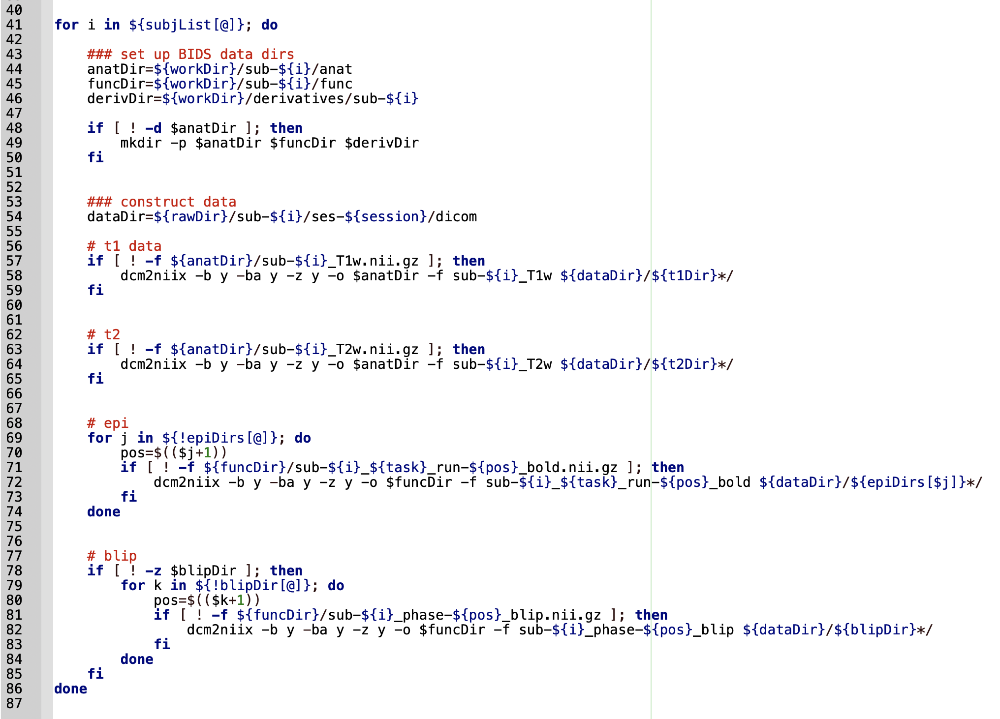 40
41 for i in ${subjList[@]}; do
42
43     ### set up BIDS data dirs
44     anatDir=${workDir}/sub-${i}/anat
45     funcDir=${workDir}/sub-${i}/func
46     derivDir=${workDir}/derivatives/sub-${i}
47
48     if [ ! -d $anatDir ]; then
49         mkdir -p $anatDir $funcDir $derivDir
50     fi
51
52
53     ### construct data
54     dataDir=${rawDir}/sub-${i}/ses-${session}/dicom
55
56     # t1 data
57     if [ ! -f ${anatDir}/sub-${i}_T1w.nii.gz ]; then
58         dcm2niix -b y -ba y -z y -o $anatDir -f sub-${i}_T1w ${dataDir}/${t1Dir}*/
59     fi
60
61
62     # t2
63     if [ ! -f ${anatDir}/sub-${i}_T2w.nii.gz ]; then
64         dcm2niix -b y -ba y -z y -o $anatDir -f sub-${i}_T2w ${dataDir}/${t2Dir}*/
65     fi
66
67
68     # epi
69     for j in ${!epiDirs[@]}; do
70         pos=$(($j+1))
71         if [ ! -f ${funcDir}/sub-${i}_${task}_run-${pos}_bold.nii.gz ]; then
72             dcm2niix -b y -ba y -z y -o $funcDir -f sub-${i}_${task}_run-${pos}_bold ${dataDir}/${epiDirs[$j]}*/
73         fi
74     done
75
76
77     # blip
78     if [ ! -z $blipDir ]; then
79         for k in ${!blipDir[@]}; do
80             pos=$(($k+1))
81             if [ ! -f ${funcDir}/sub-${i}_phase-${pos}_blip.nii.gz ]; then
82                 dcm2niix -b y -ba y -z y -o $funcDir -f sub-${i}_phase-${pos}_blip ${dataDir}/${blipDir}*/
83             fi
84         done
85     fi
86 done
87